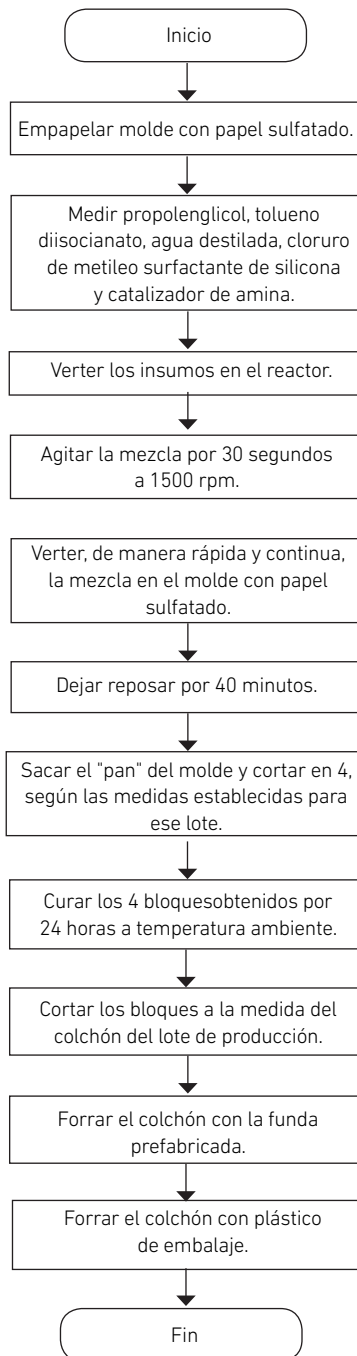 Inicio
Empapelar molde con papel sulfatado.
Medir propolenglicol, tolueno
diisocianato, agua destilada, cloruro
de metileo surfactante de silicona
y catalizador de amina.
Verter los insumos en el reactor.
Agitar la mezcla por 30 segundos
a 1500 rpm.
Verter, de manera rápida y continua,
la mezcla en el molde con papel
sulfatado.
Dejar reposar por 40 minutos.
Sacar el "pan" del molde y cortar en 4,
según las medidas establecidas para
ese lote.
Curar los 4 bloquesobtenidos por
24 horas a temperatura ambiente.
Cortar los bloques a la medida del
colchón del lote de producción.
Forrar el colchón con la funda
prefabricada.
Forrar el colchón con plástico
de embalaje.
Fin